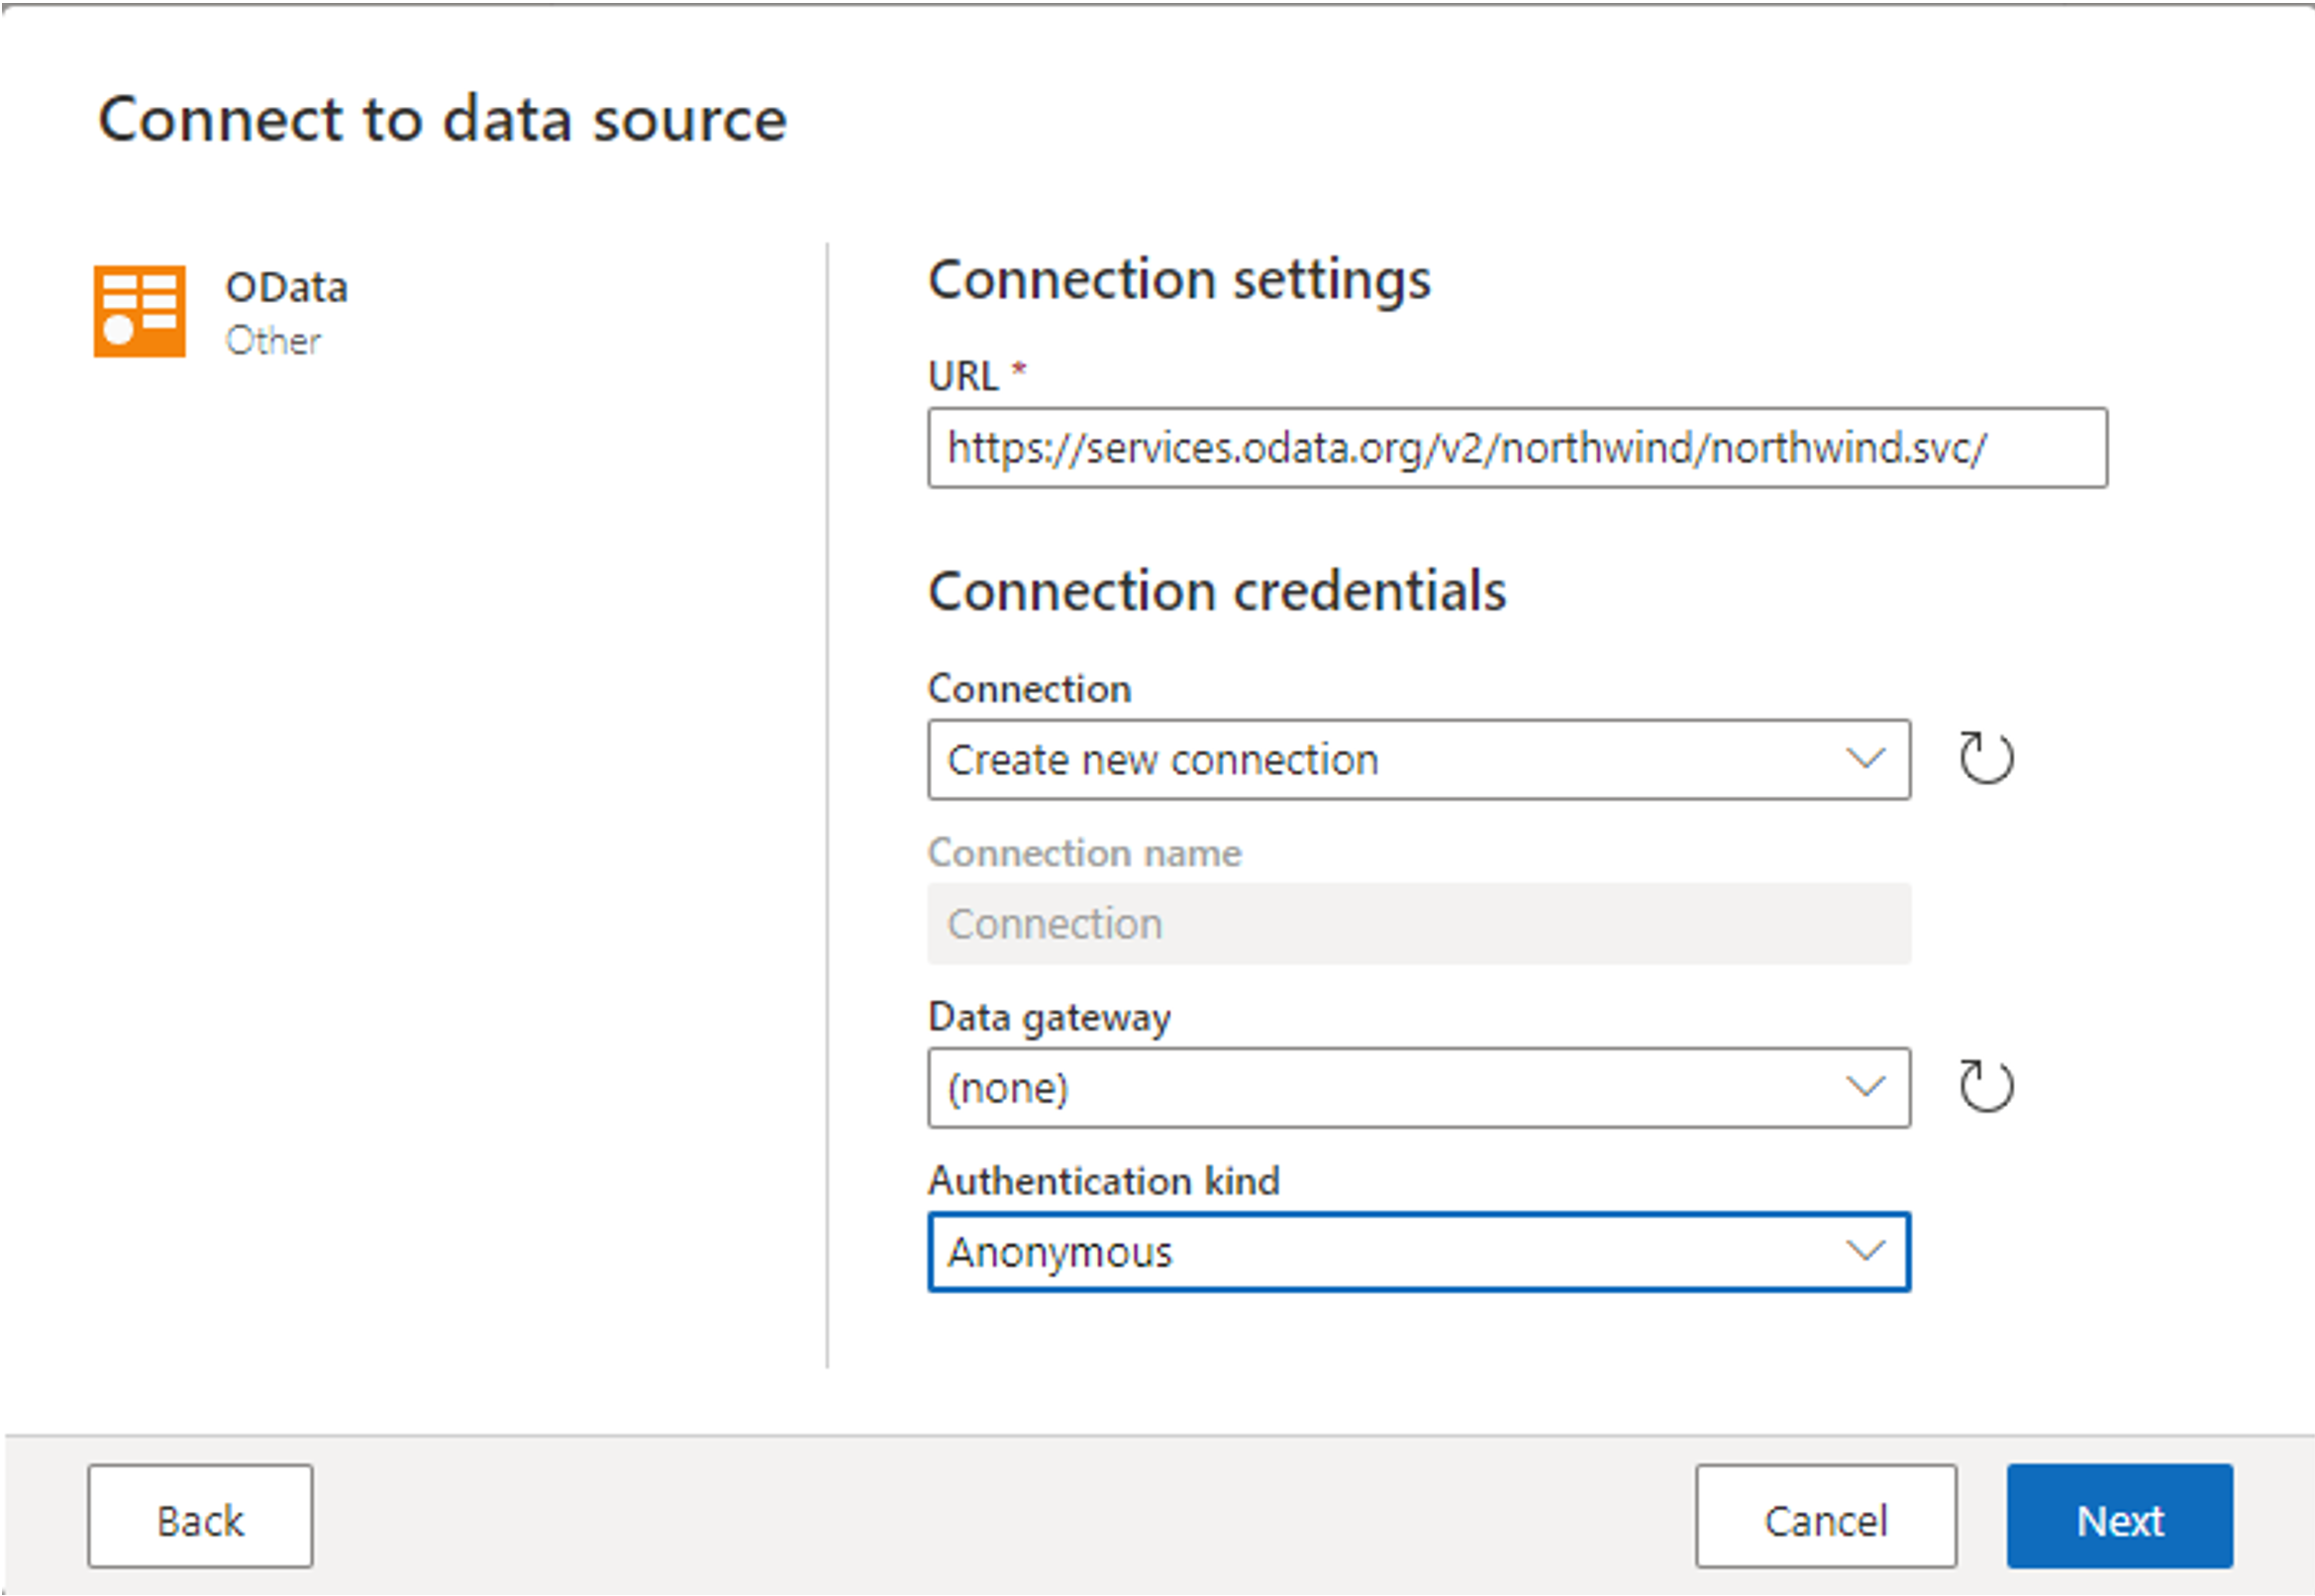 Connect to data source
OData
Other
Connection settings
URL *
https://services.odata.org/v2/northwind/northwind.svc/
Connection credentials
Connection
Create new connection
Connection name
Connection
Data gateway
(none)
Authentication kind
Anonymous
Back
Cancel
Next